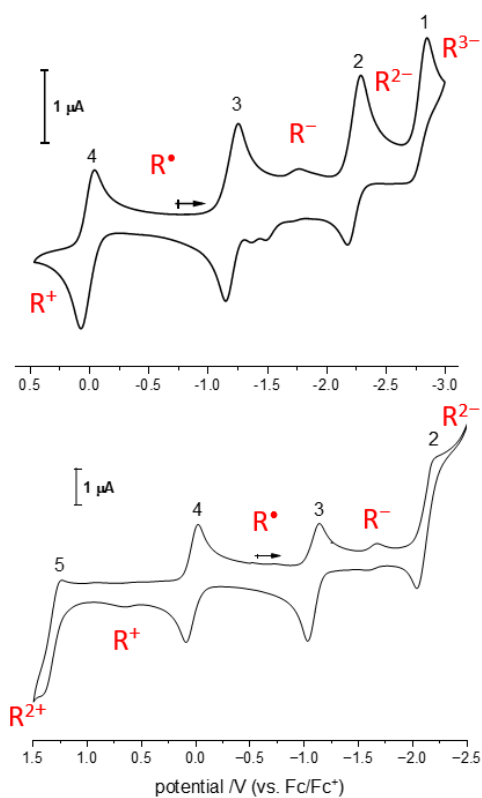 1
R³⁻
2
R²⁻
3
R⁻
1 µA
4
R•
R⁺
0.5 0.0 -0.5 -1.0 -1.5 -2.0 -2.5 -3.0
R²⁻
2
1 µA
4
R•
3
R⁻
5
R⁺
R²⁺
1.5 1.0 0.5 0.0 −0.5 −1.0 −1.5 −2.0 −2.5
potential /V (vs. Fc/Fc⁺)